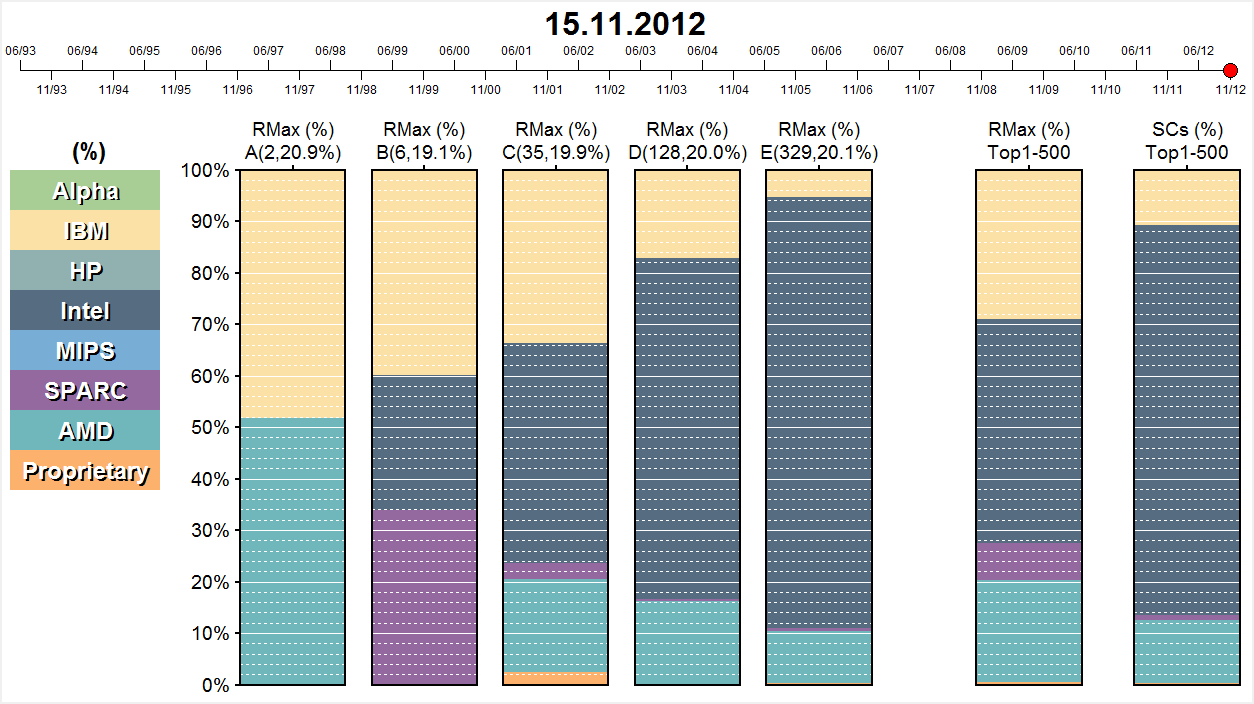 15.11.2012
06/93 06/94 06/95 06/96 06/97 06/98 06/99 06/00 06/01 06/02 06/03 06/04 06/05 06/06 06/07 06/08 06/09 06/10 06/11 06/12
11/93 11/94 11/95 11/96 11/97 11/98 11/99 11/00 11/01 11/02 11/03 11/04 11/05 11/06 11/07 11/08 11/09 11/10 11/11 11/12
RMax (%) RMax (%) RMax (%) RMax (%) RMax (%) RMax (%) SCs (%)
(%) A(2,20.9%) B(6,19.1%) C(35,19.9%) D(128,20.0%) E(329,20.1%) Top1-500 Top1-500
Alpha
IBM
HP
Intel
MIPS
SPARC
AMD
Proprietary
100%
90%
80%
70%
60%
50%
40%
30%
20%
10%
0%